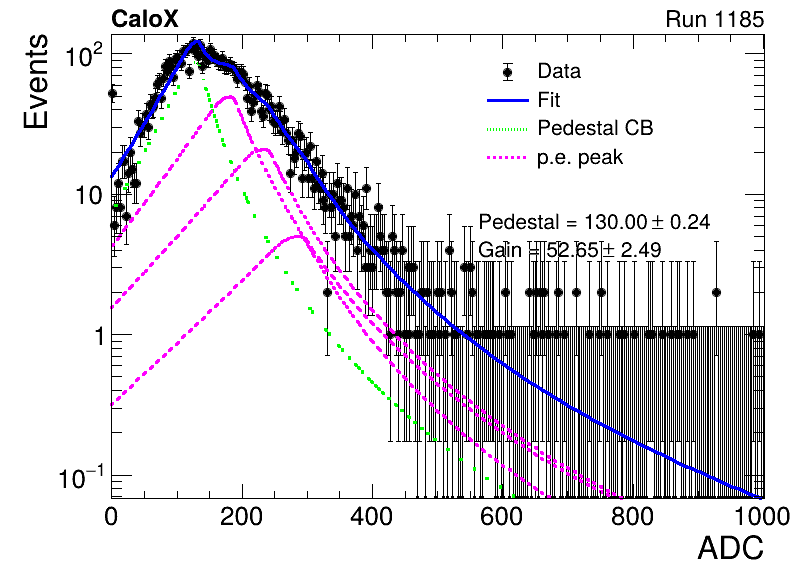 CaloX Run 1185
Events
Data
Fit
Pedestal CB
p.e. peak
Pedestal = 130.00 ± 0.24
Gain = 52.65 ± 2.49
10²
10
1
10⁻¹
0 200 400 600 800 1000
ADC